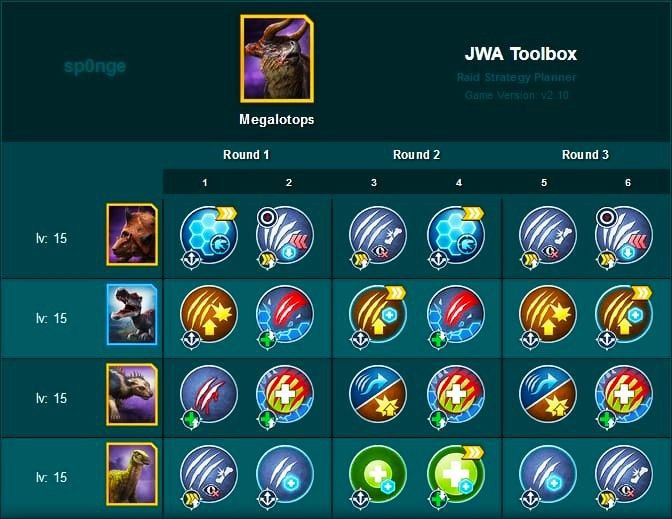 sp0nge
JWA Toolbox
Raid Strategy Planner
Game Version: v2.10
Megalotops
Round 1 Round 2 Round 3
1 2 3 4 5 6
lv: 15
lv: 15
lv: 15
lv: 15